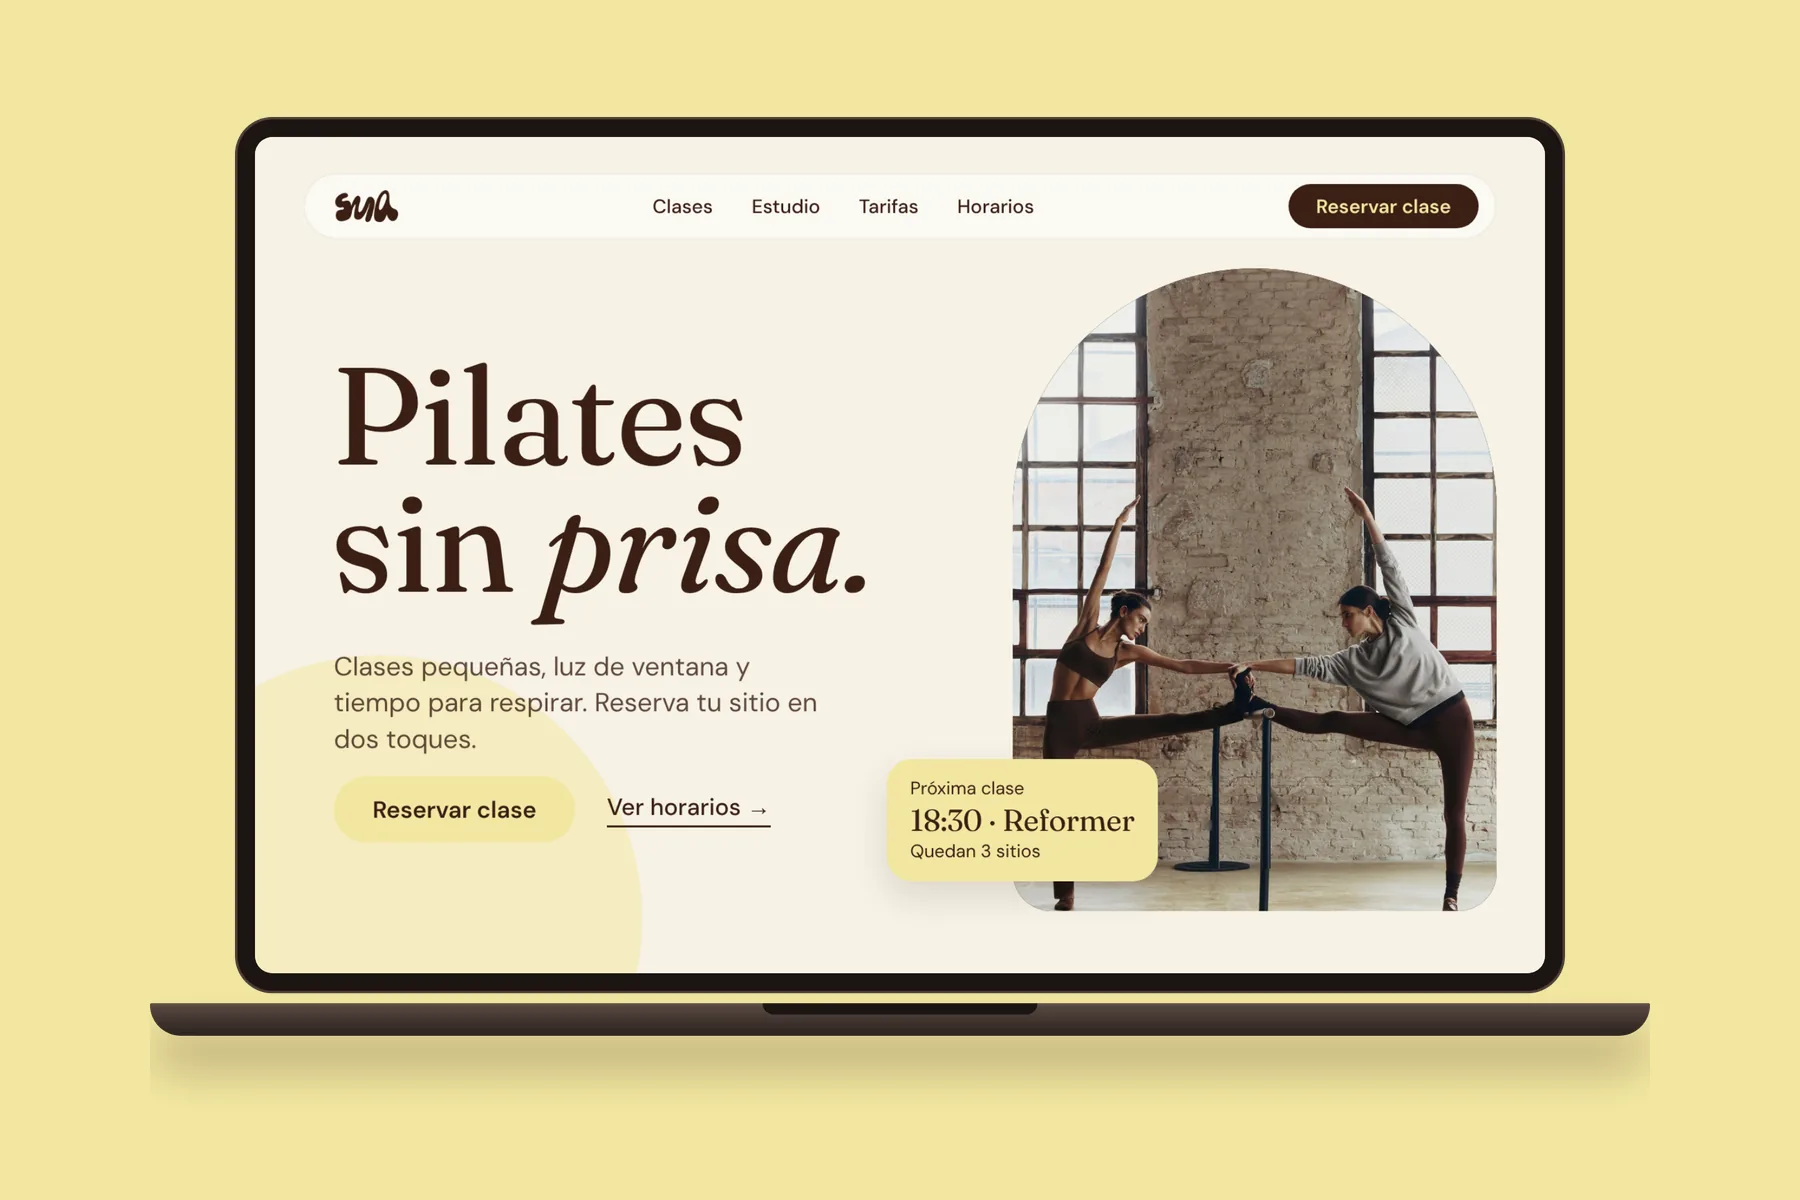 sua
Clases
Estudio
Tarifas
Horarios
Reservar clase
Pilates
sin prisa.
Clases pequeñas, luz de ventana y
tiempo para respirar. Reserva tu sitio en
dos toques.
Reservar clase
Ver horarios →
Próxima clase
18:30 · Reformer
Quedan 3 sitios